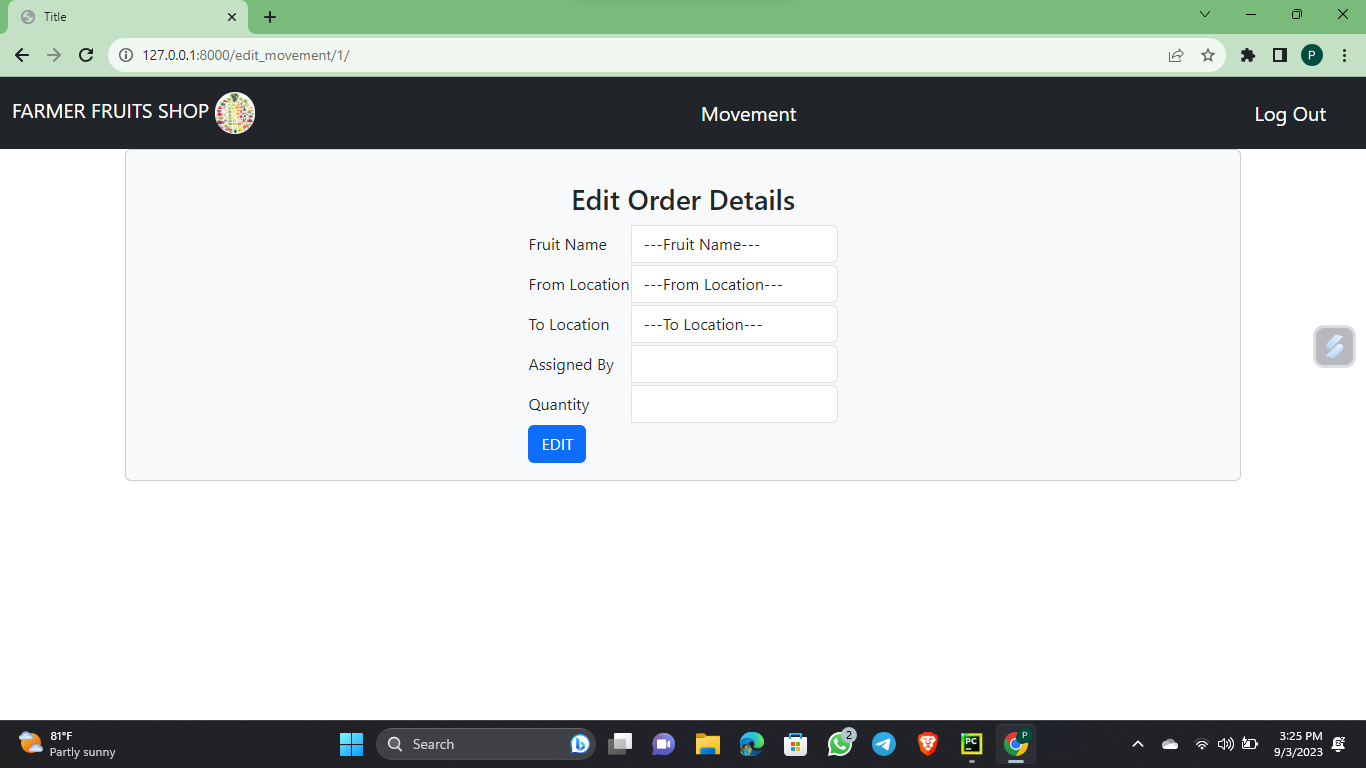 Title
127.0.0.1:8000/edit_movement/1/
P
FARMER FRUITS SHOP
Movement
Log Out
Edit Order Details
Fruit Name ---Fruit Name---
From Location ---From Location---
To Location ---To Location---
Assigned By
Quantity
EDIT
81°F
Partly sunny
Search
2
PC
P
3:25 PM
9/3/2023